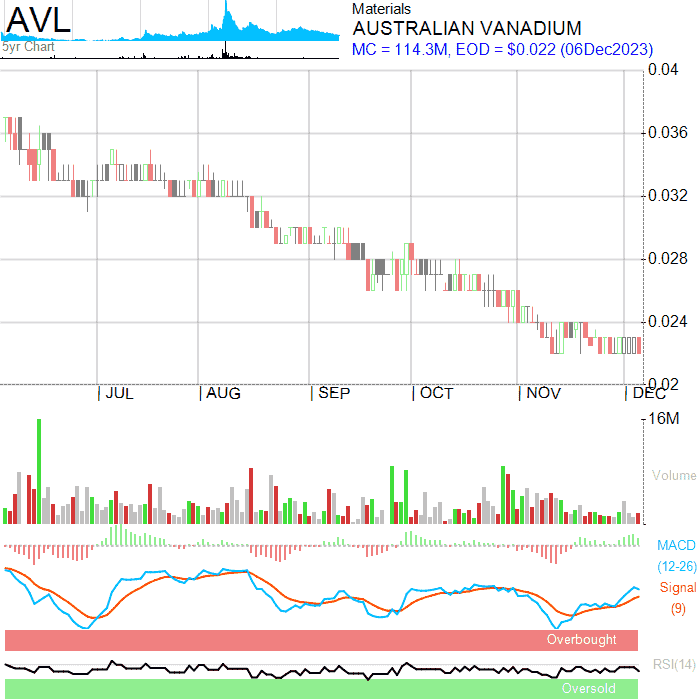 AVL
5yr Chart
Materials
AUSTRALIAN VANADIUM
MC = 114.3M, EOD = $0.022 (06Dec2023)
0.04
0.036
0.032
0.028
0.024
0.02
| JUL | AUG | SEP | OCT | NOV | DEC
16M
Volume
MACD
(12-26)
Signal
(9)
Overbought
RSI(14)
Oversold